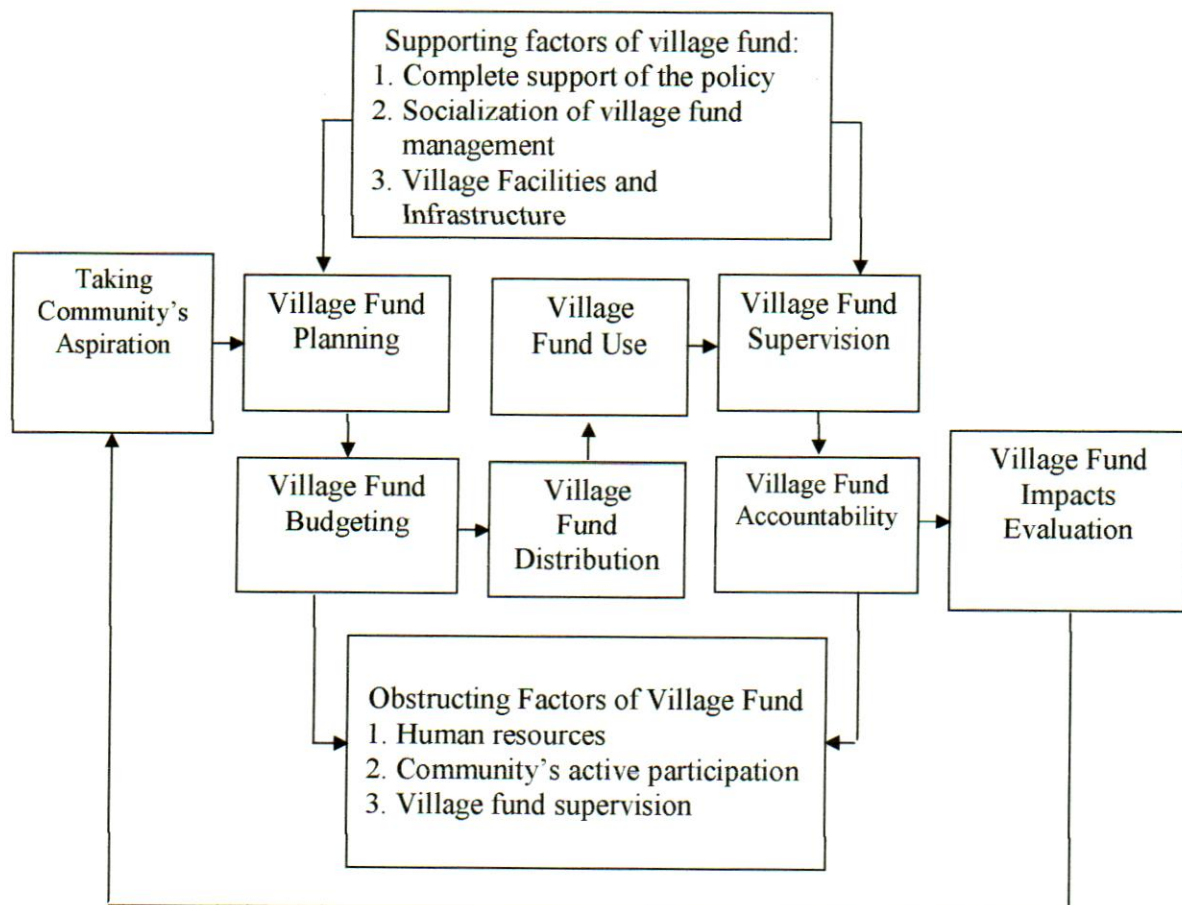 Supporting factors of village fund:
1. Complete support of the policy
2. Socialization of village fund
management
3. Village Facilities and
Infrastructure
Taking
Community's
Aspiration
Village Fund
Planning
Village
Fund Use
Village Fund
Supervision
Village Fund
Budgeting
Village
Fund
Distribution
Village Fund
Accountability
Village Fund
Impacts
Evaluation
Obstructing Factors of Village Fund
1. Human resources
2. Community's active participation
3. Village fund supervision